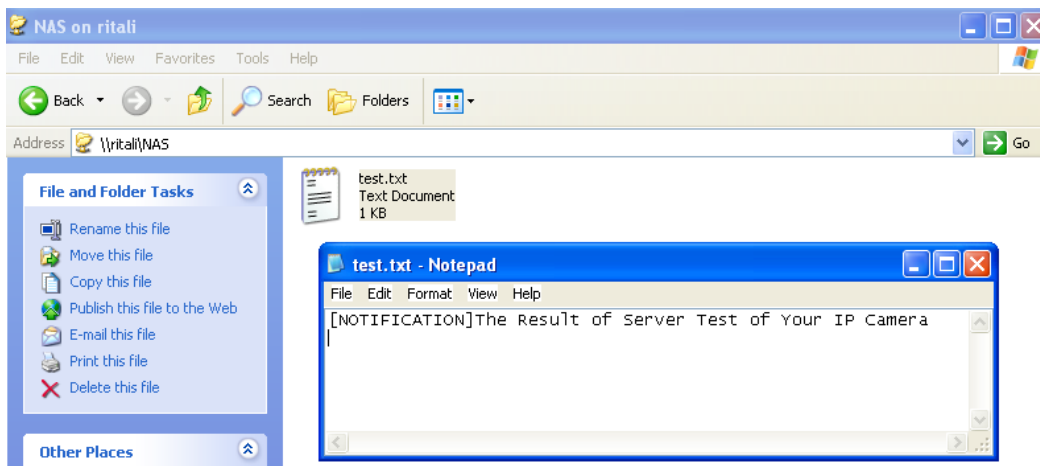 NAS on ritali
File Edit View Favorites Tools Help
Back Search Folders
Address \\ritali\NAS Go
File and Folder Tasks
Rename this file
Move this file
Copy this file
Publish this file to the Web
E-mail this file
Print this file
Delete this file
Other Places
test.txt
Text Document
1 KB
test.txt - Notepad
File Edit Format View Help
[NOTIFICATION]The Result of Server Test of Your IP Camera